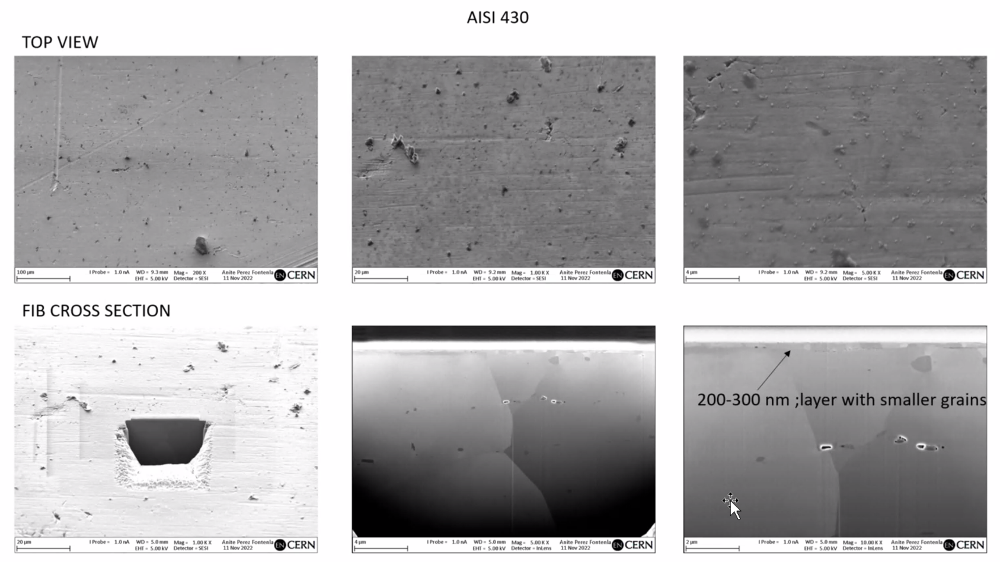 AISI 430
TOP VIEW
100 µm
I Probe = 1.0 nA WD = 9.3 mm Mag = 200 X Anite Perez Fontenla
EHT = 5.00 kV Detector = SESI 11 Nov 2022
EN CERN
20 µm
I Probe = 1.0 nA WD = 9.2 mm Mag = 1.00 K X Anite Perez Fontenla
EHT = 5.00 kV Detector = SESI 11 Nov 2022
EN CERN
4 µm
I Probe = 1.0 nA WD = 9.2 mm Mag = 5.00 K X Anite Perez Fontenla
EHT = 5.00 kV Detector = SESI 11 Nov 2022
EN CERN
FIB CROSS SECTION
200-300 nm ;layer with smaller grains
20 µm
I Probe = 1.0 nA WD = 5.0 mm Mag = 1.00 K X Anite Perez Fontenla
EHT = 5.00 kV Detector = SESI 11 Nov 2022
EN CERN
4 µm
I Probe = 1.0 nA WD = 5.0 mm Mag = 5.00 K X Anite Perez Fontenla
EHT = 5.00 kV Detector = InLens 11 Nov 2022
EN CERN
2 µm
I Probe = 1.0 nA WD = 5.0 mm Mag = 10.00 K X Anite Perez Fontenla
EHT = 5.00 kV Detector = InLens 11 Nov 2022
EN CERN